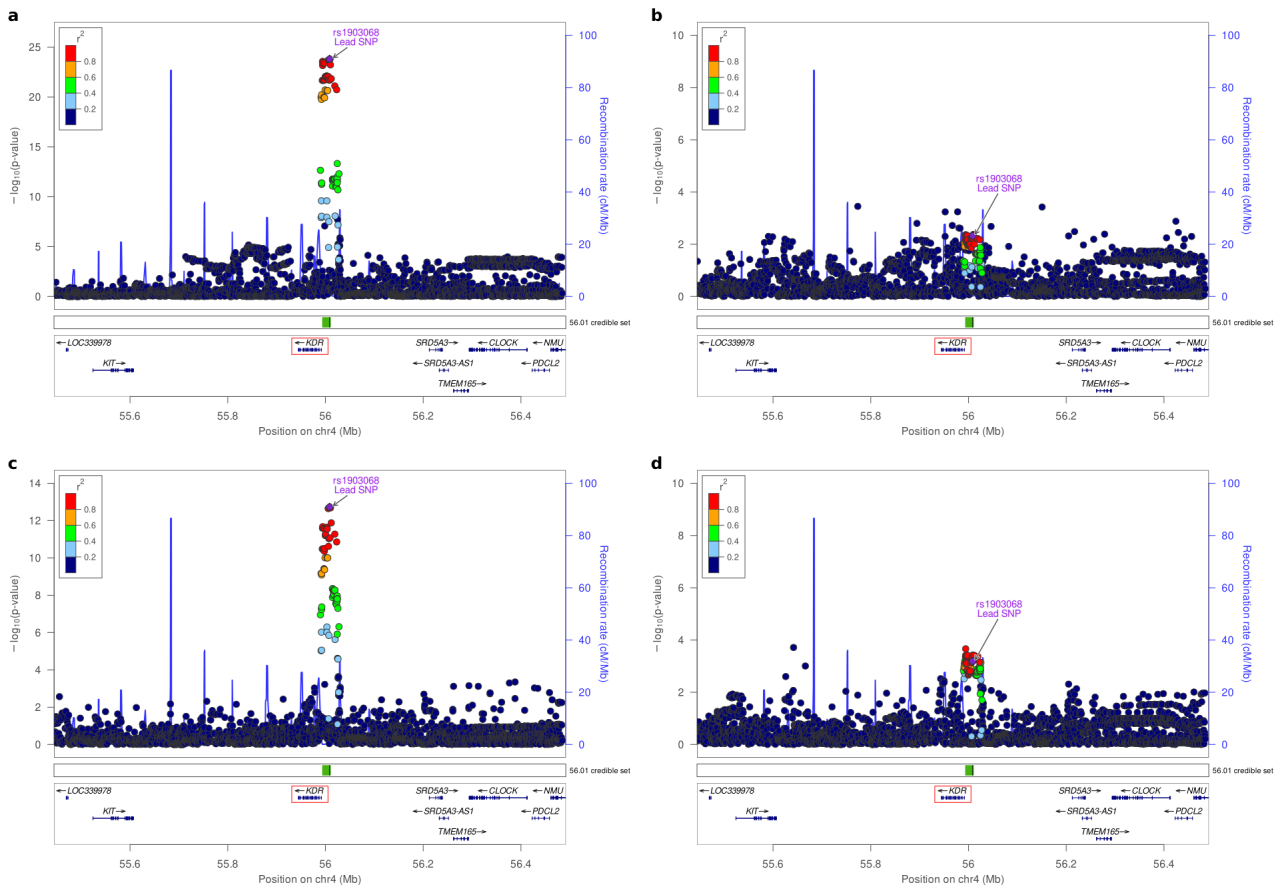 a
rs1903068
Lead SNP
r²
0.8
0.6
0.4
0.2
25
20
15
10
5
0
−log₁₀(p-value)
100
80
60
40
20
0
Recombination rate (cM/Mb)
56.01 credible set
← LOC339978
KIT→
← KDR
SRD5A3→
← SRD5A3-AS1
TMEM165→
→ CLOCK
← PDCL2
NMU←
55.6
55.8
56
56.2
56.4
Position on chr4 (Mb)
b
rs1903068
Lead SNP
r²
0.8
0.6
0.4
0.2
10
8
6
4
2
0
−log₁₀(p-value)
100
80
60
40
20
0
Recombination rate (cM/Mb)
56.01 credible set
← LOC339978
KIT→
← KDR
SRD5A3→
← SRD5A3-AS1
TMEM165→
→ CLOCK
← PDCL2
NMU←
55.6
55.8
56
56.2
56.4
Position on chr4 (Mb)
c
rs1903068
Lead SNP
r²
0.8
0.6
0.4
0.2
14
12
10
8
6
4
2
0
−log₁₀(p-value)
100
80
60
40
20
0
Recombination rate (cM/Mb)
56.01 credible set
← LOC339978
KIT→
← KDR
SRD5A3→
← SRD5A3-AS1
TMEM165→
→ CLOCK
← PDCL2
NMU←
55.6
55.8
56
56.2
56.4
Position on chr4 (Mb)
d
rs1903068
Lead SNP
r²
0.8
0.6
0.4
0.2
10
8
6
4
2
0
−log₁₀(p-value)
100
80
60
40
20
0
Recombination rate (cM/Mb)
56.01 credible set
← LOC339978
KIT→
← KDR
SRD5A3→
← SRD5A3-AS1
TMEM165→
→ CLOCK
← PDCL2
NMU←
55.6
55.8
56
56.2
56.4
Position on chr4 (Mb)